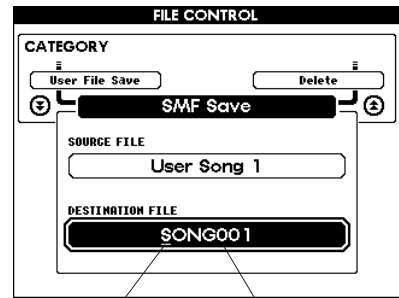 FILE CONTROL
CATEGORY
User File Save Delete
SMF Save
SOURCE FILE
User Song 1
DESTINATION FILE
SONG001